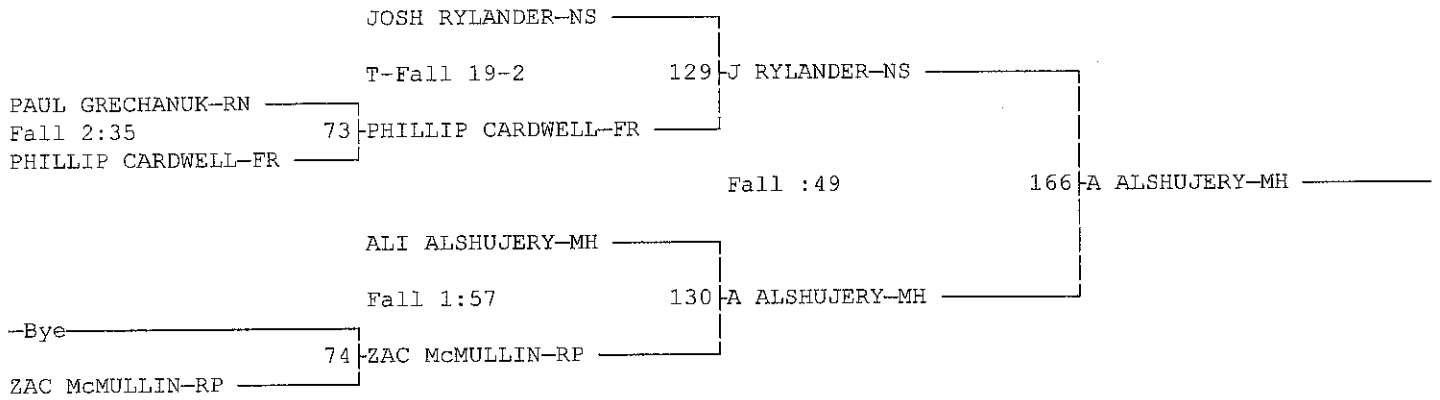 JOSH RYLANDER-NS
T-Fall 19-2
129 J RYLANDER-NS
PAUL GRECHANUK-RN
Fall 2:35
73 PHILLIP CARDWELL-FR
PHILLIP CARDWELL-FR
Fall :49
166 A ALSHUJERY-MH
ALI ALSHUJERY-MH
Fall 1:57
130 A ALSHUJERY-MH
-Bye
74 ZAC McMULLIN-RP
ZAC McMULLIN-RP